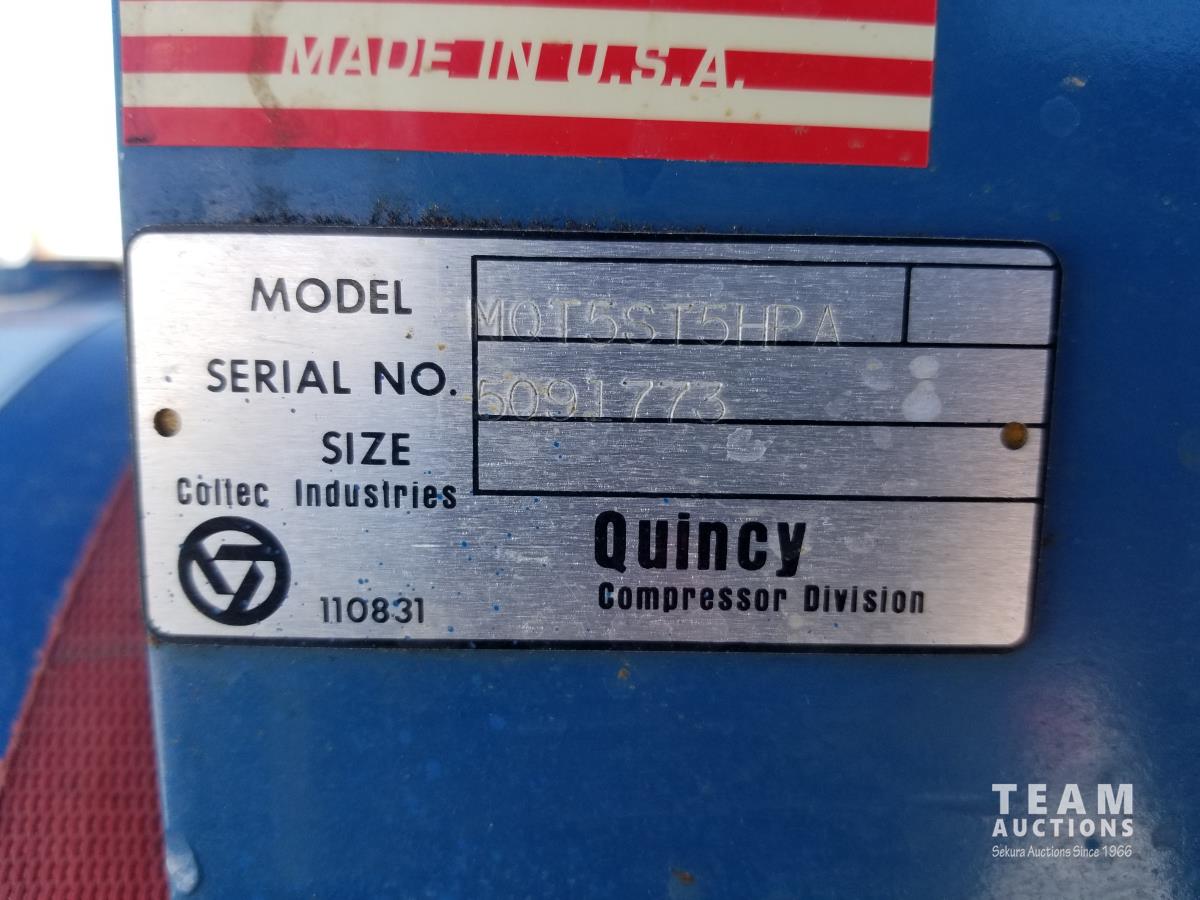 MADE IN U.S.A.
MODEL MQT5ST5HPA
SERIAL NO. 5091773
SIZE
Coltec Industries
Quincy
Compressor Division
110831
TEAM
AUCTIONS
Sekura Auctions Since 1966